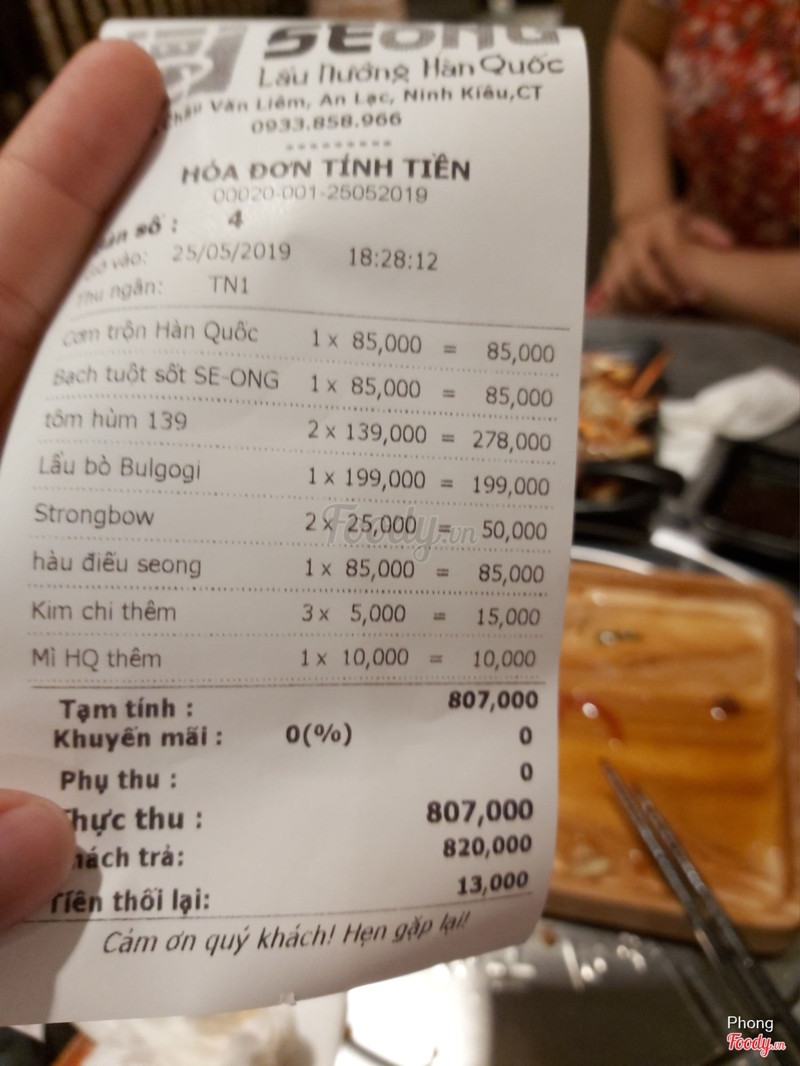 SEONG
Lẩu Nướng Hàn Quốc
Văn Liêm, An Lạc, Ninh Kiều,CT
0933.858.966
HÓA ĐƠN TÍNH TIỀN
00020-001-25052019
số : 4
vào: 25/05/2019 18:28:12
Thu ngân: TN1
Cơm trộn Hàn Quốc 1 x 85,000 = 85,000
Bạch tuột sốt SE-ONG 1 x 85,000 = 85,000
tôm hùm 139 2 x 139,000 = 278,000
Lẩu bò Bulgogi 1 x 199,000 = 199,000
Strongbow 2 x 25,000 = 50,000
hàu điếu seong 1 x 85,000 = 85,000
Kim chi thêm 3 x 5,000 = 15,000
Mì HQ thêm 1 x 10,000 = 10,000
Tạm tính : 807,000
Khuyến mãi : 0(%) 0
Phụ thu : 0
Thực thu : 807,000
Khách trả: 820,000
Tiền thối lại: 13,000
Cảm ơn quý khách! Hẹn gặp lại!
Foody.vn
Phong
Foody.vn